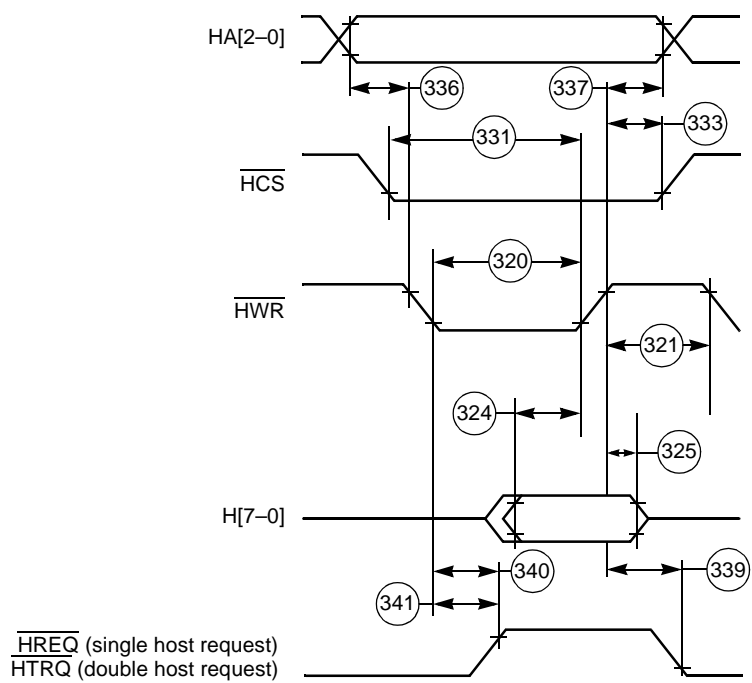 HA[2–0]
336
337
333
331
HCS
320
HWR
321
324
325
H[7–0]
340
339
341
HREQ (single host request)
HTRQ (double host request)